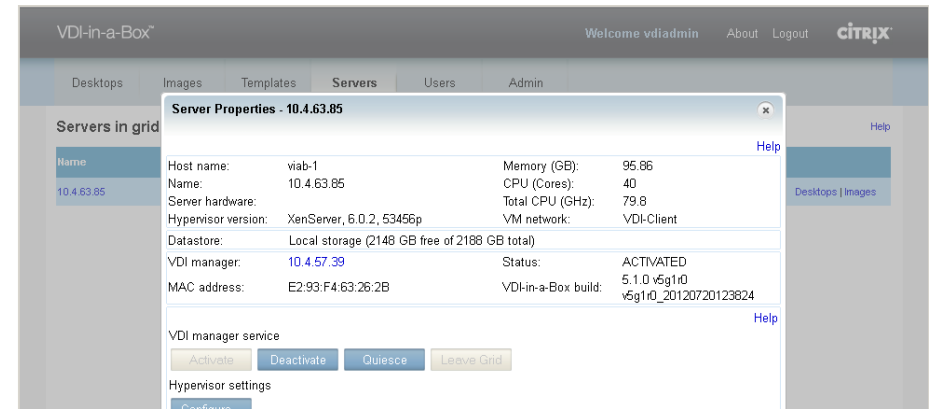 VDI-in-a-Box™ Welcome vdiadmin About Logout CITRIX
Desktops Images Templates Servers Users Admin
Server Properties - 10.4.63.85
Servers in grid Help
Help
Name
Host name: viab-1 Memory (GB): 95.86
Name: 10.4.63.85 CPU (Cores): 40
10.4.63.85 Desktops | Images
Server hardware: Total CPU (GHz): 79.8
Hypervisor version: XenServer, 6.0.2, 53456p VM network: VDI-Client
Datastore: Local storage (2148 GB free of 2188 GB total)
VDI manager: 10.4.57.39 Status: ACTIVATED
MAC address: E2:93:F4:63:26:2B VDI-in-a-Box build: 5.1.0 v5g1r0
v5g1r0_20120720123824
Help
VDI manager service
Activate Deactivate Quiesce Leave Grid
Hypervisor settings
Configure...